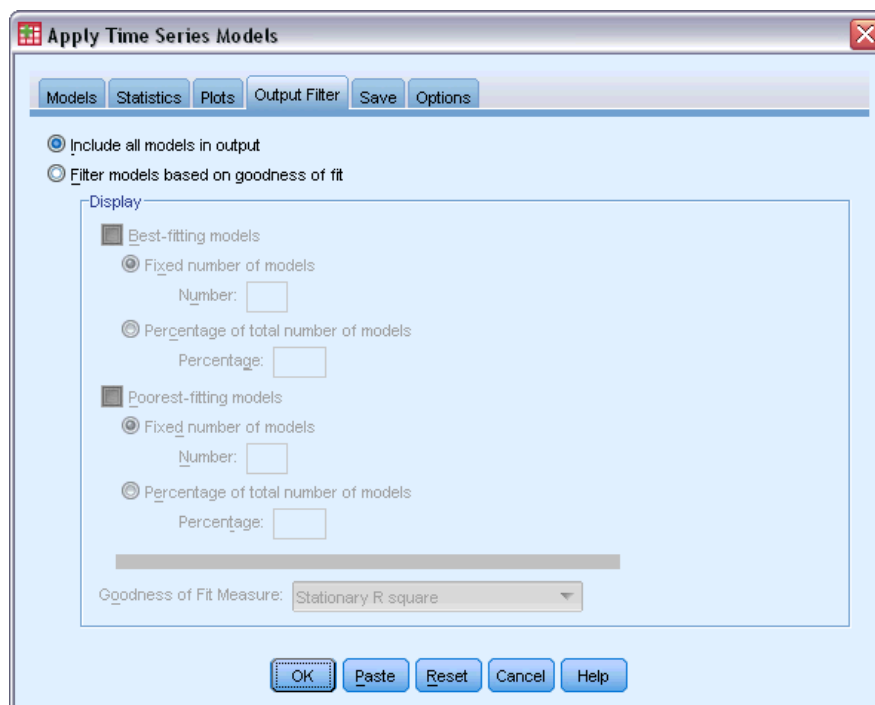 Apply Time Series Models
Models Statistics Plots Output Filter Save Options
Include all models in output
Filter models based on goodness of fit
Display
Best-fitting models
Fixed number of models
Number:
Percentage of total number of models
Percentage:
Poorest-fitting models
Fixed number of models
Number:
Percentage of total number of models
Percentage:
Goodness of Fit Measure: Stationary R square
OK Paste Reset Cancel Help